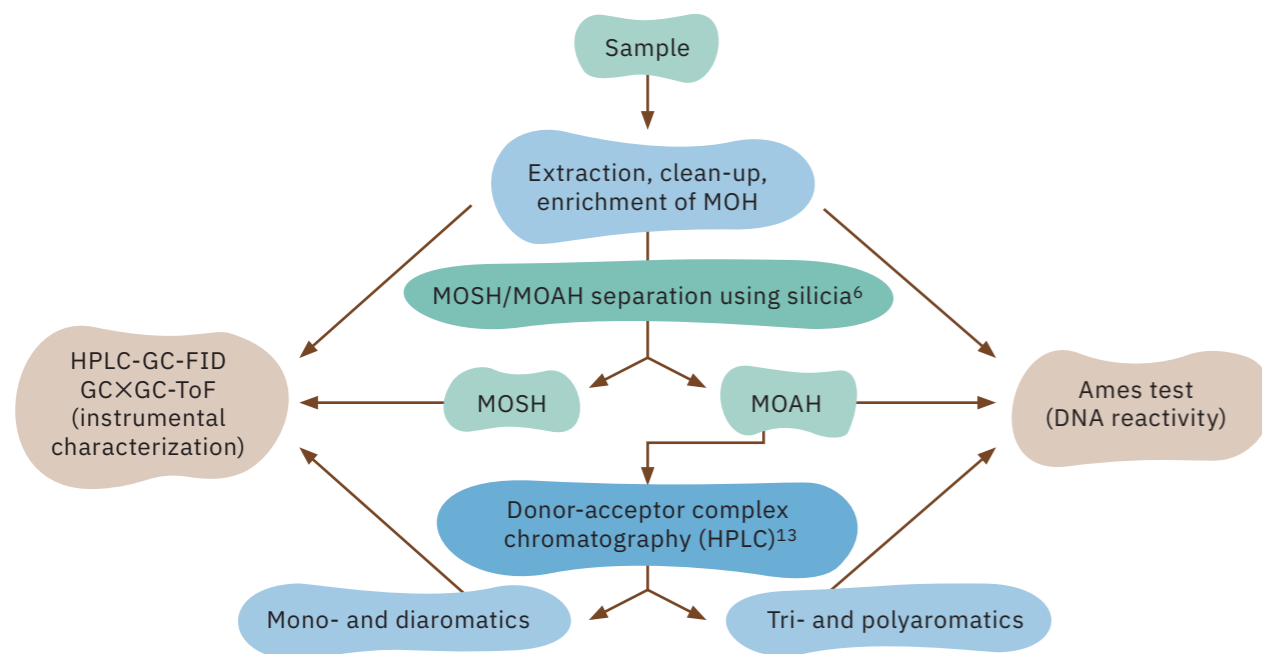 Sample
Extraction, clean-up,
enrichment of MOH
MOSH/MOAH separation using silicia⁶
HPLC-GC-FID
GC×GC-ToF
(instrumental
characterization)
MOSH
MOAH
Ames test
(DNA reactivity)
Donor-acceptor complex
chromatography (HPLC)¹³
Mono- and diaromatics
Tri- and polyaromatics